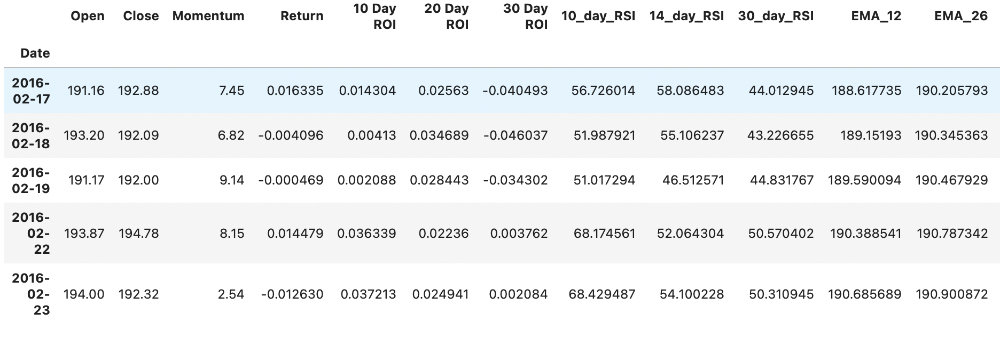 Open Close Momentum Return 10 Day ROI 20 Day ROI 30 Day ROI 10_day_RSI 14_day_RSI 30_day_RSI EMA_12 EMA_26
Date
2016-02-17 191.16 192.88 7.45 0.016335 0.014304 0.02563 -0.040493 56.726014 58.086483 44.012945 188.617735 190.205793
2016-02-18 193.20 192.09 6.82 -0.004096 0.00413 0.034689 -0.046037 51.987921 55.106237 43.226655 189.15193 190.345363
2016-02-19 191.17 192.00 9.14 -0.000469 0.002088 0.028443 -0.034302 51.017294 46.512571 44.831767 189.590094 190.467929
2016-02-22 193.87 194.78 8.15 0.014479 0.036339 0.02236 0.003762 68.174561 52.064304 50.570402 190.388541 190.787342
2016-02-23 194.00 192.32 2.54 -0.012630 0.037213 0.024941 0.002084 68.429487 54.100228 50.310945 190.685689 190.900872